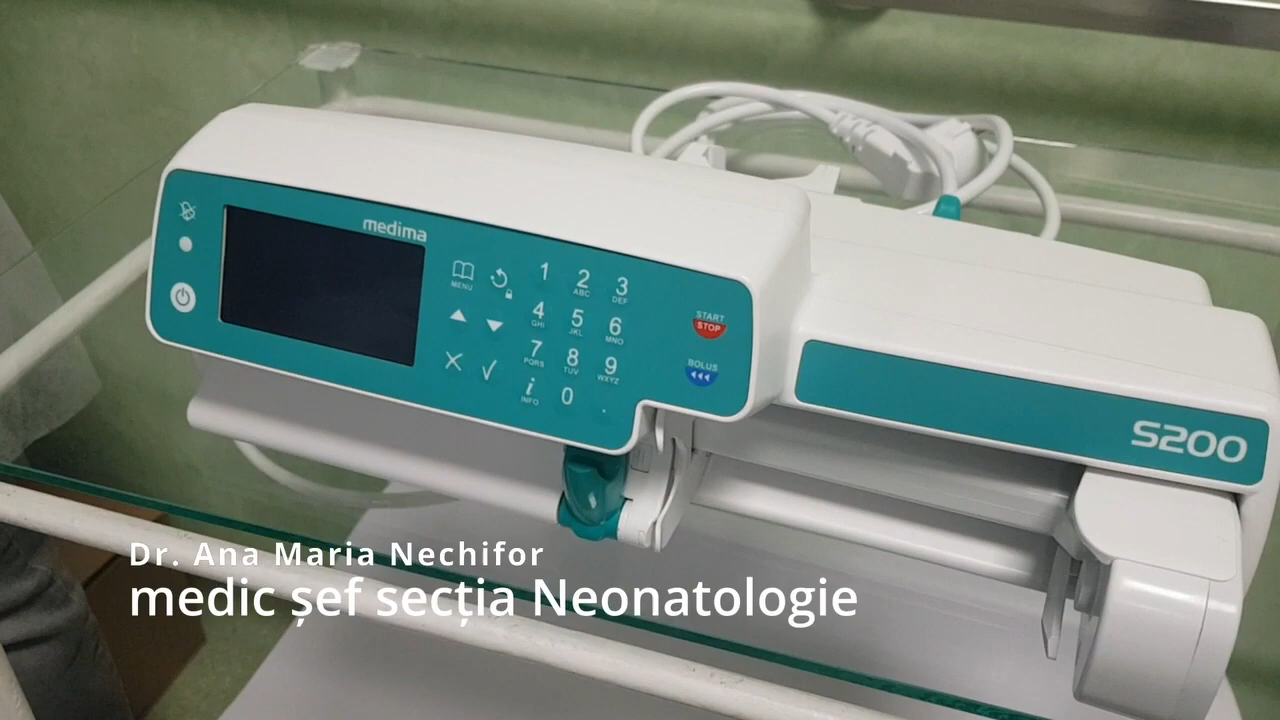 medima
MENU
1
2 ABC
3 DEF
4 GHI
5 JKL
6 MNO
7 PQRS
8 TUV
9 WXYZ
i INFO
0
.
START
STOP
BOLUS
S200
Dr. Ana Maria Nechifor
medic șef secția Neonatologie